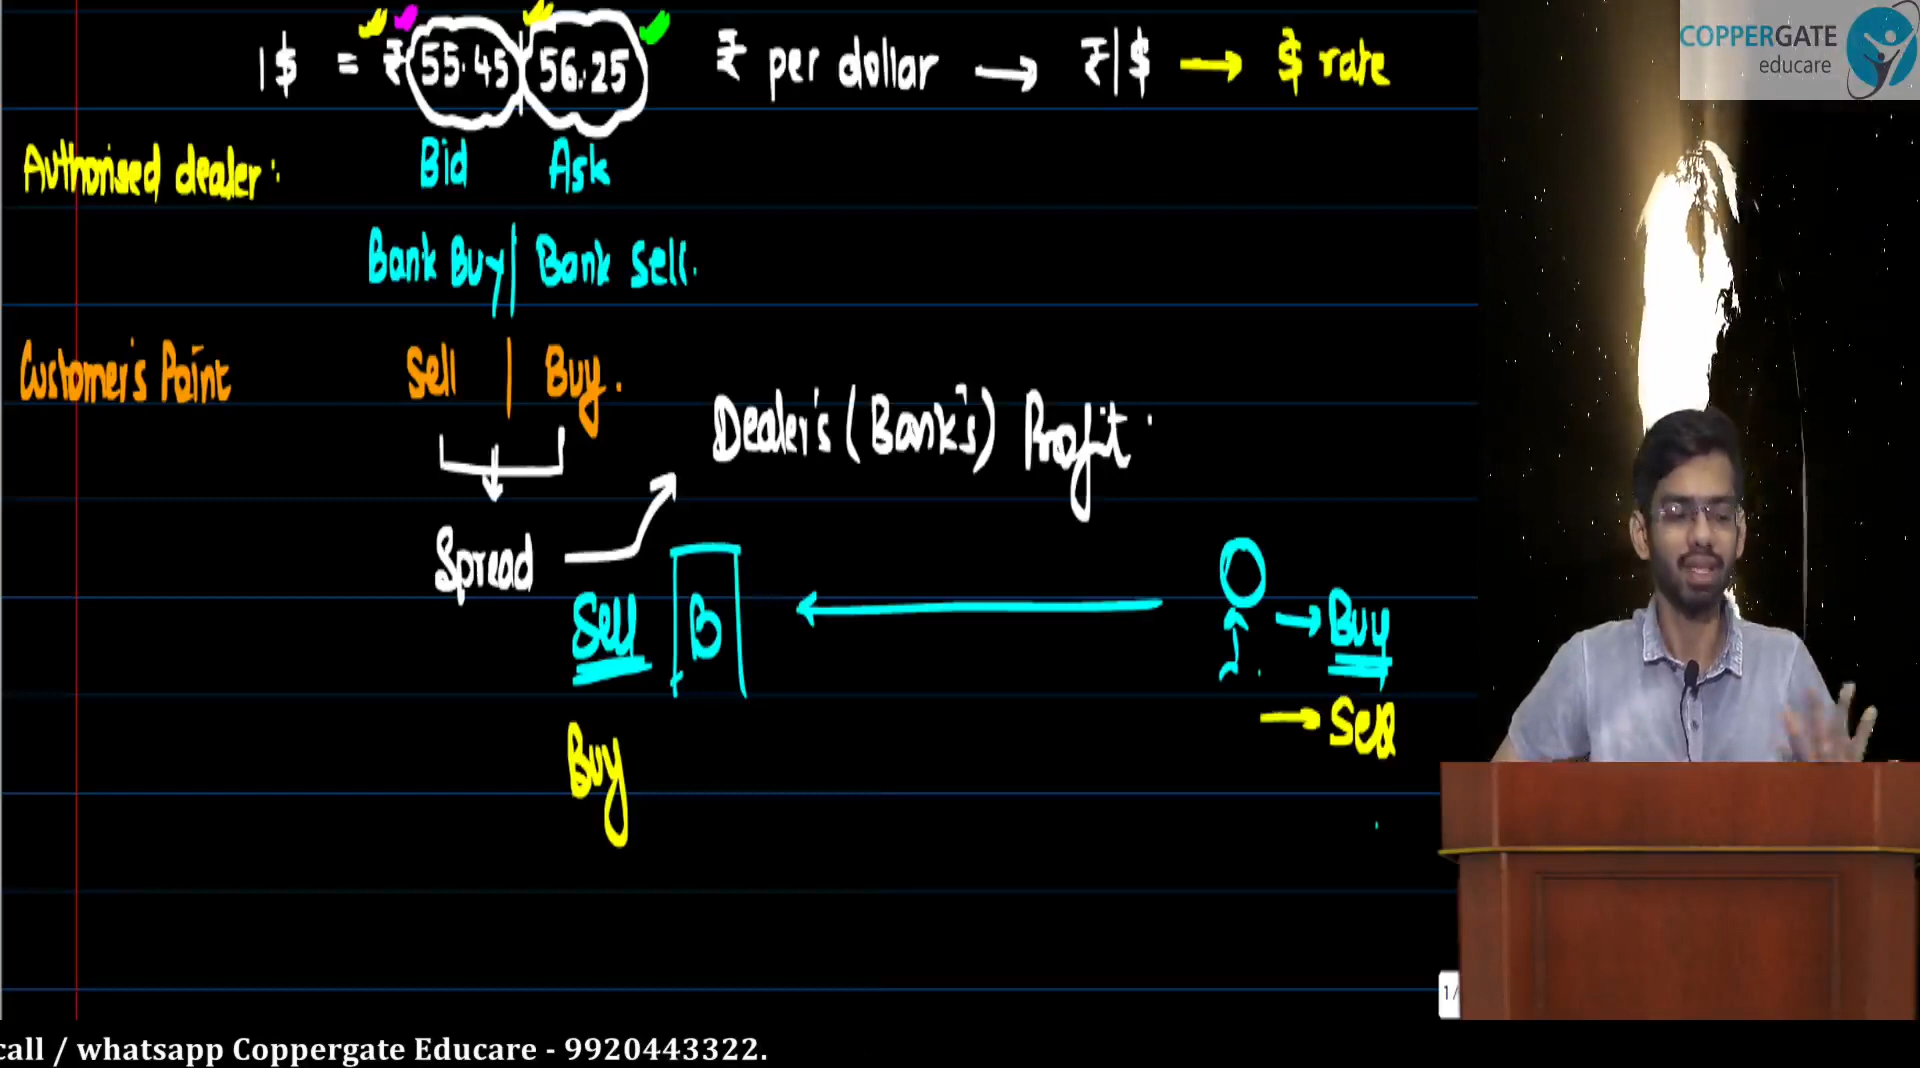 1$ = ₹ 55.45 | 56.25 ₹ per dollar → ₹|$ → $ rate
COPPERGATE
educare
Authorised dealer: Bid Ask
Bank Buy | Bank Sell.
Customer's Point Sell | Buy.
Dealer's (Bank's) Profit.
Spread
Sell B → Buy
→ Sell
Buy
1/
call / whatsapp Coppergate Educare - 9920443322.